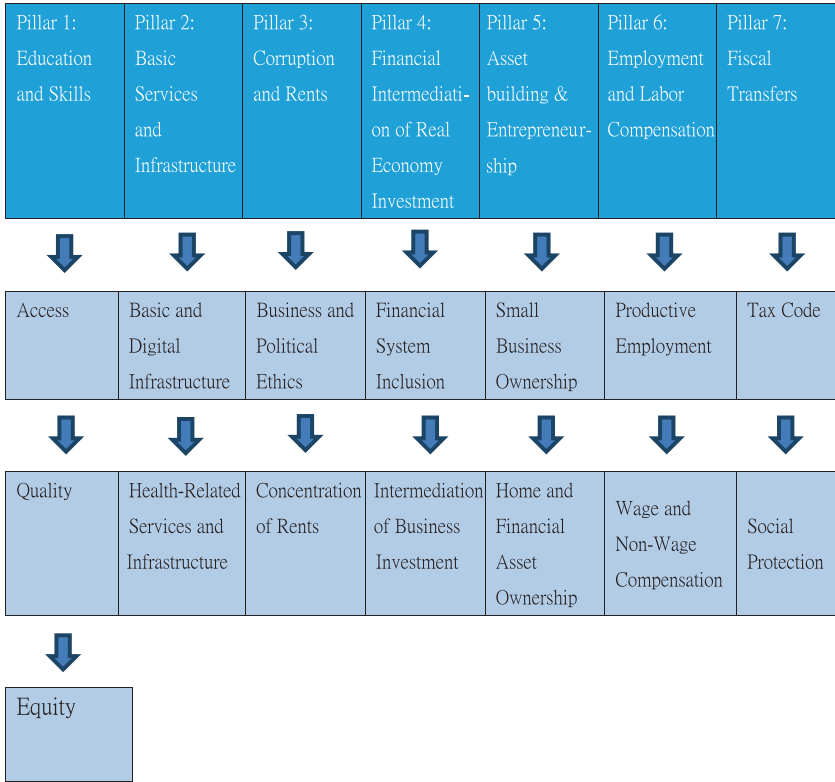 Pillar 1:
Education
and Skills
Pillar 2:
Basic
Services
and
Infrastructure
Pillar 3:
Corruption
and Rents
Pillar 4:
Financial
Intermediati-
on of Real
Economy
Investment
Pillar 5:
Asset
building &
Entrepreneur-
ship
Pillar 6:
Employment
and Labor
Compensation
Pillar 7:
Fiscal
Transfers
Access
Basic and
Digital
Infrastructure
Business and
Political
Ethics
Financial
System
Inclusion
Small
Business
Ownership
Productive
Employment
Tax Code
Quality
Health-Related
Services and
Infrastructure
Concentration
of Rents
Intermediation
of Business
Investment
Home and
Financial
Asset
Ownership
Wage and
Non-Wage
Compensation
Social
Protection
Equity